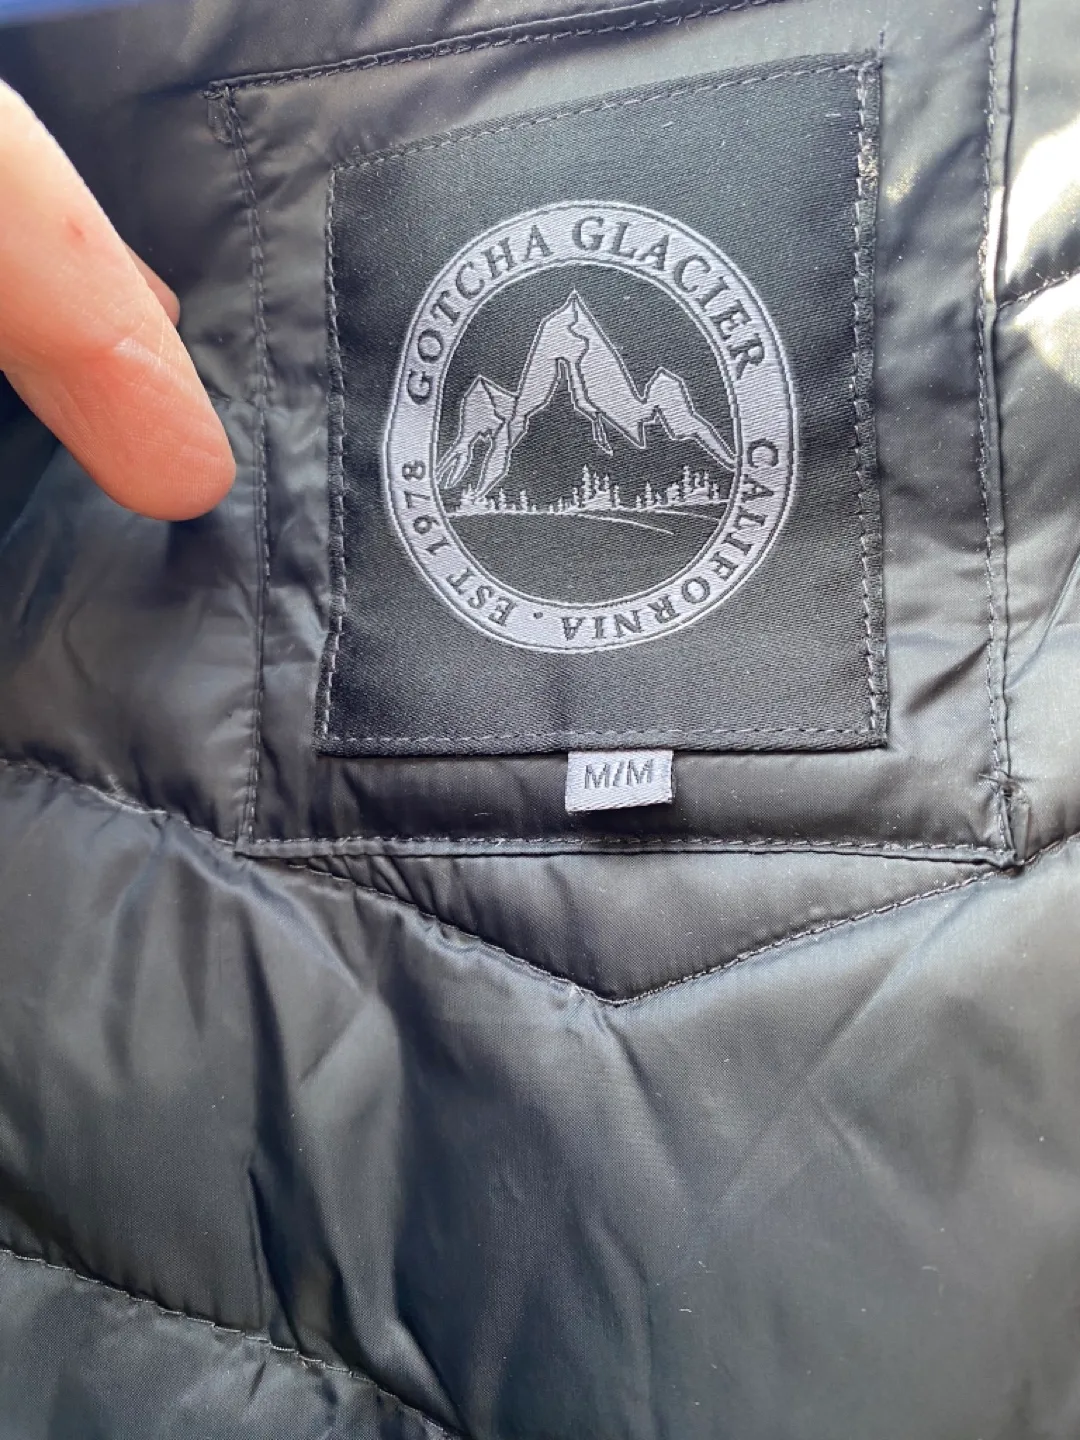 GOTCHA GLACIER
CALIFORNIA · EST 1978
M/M